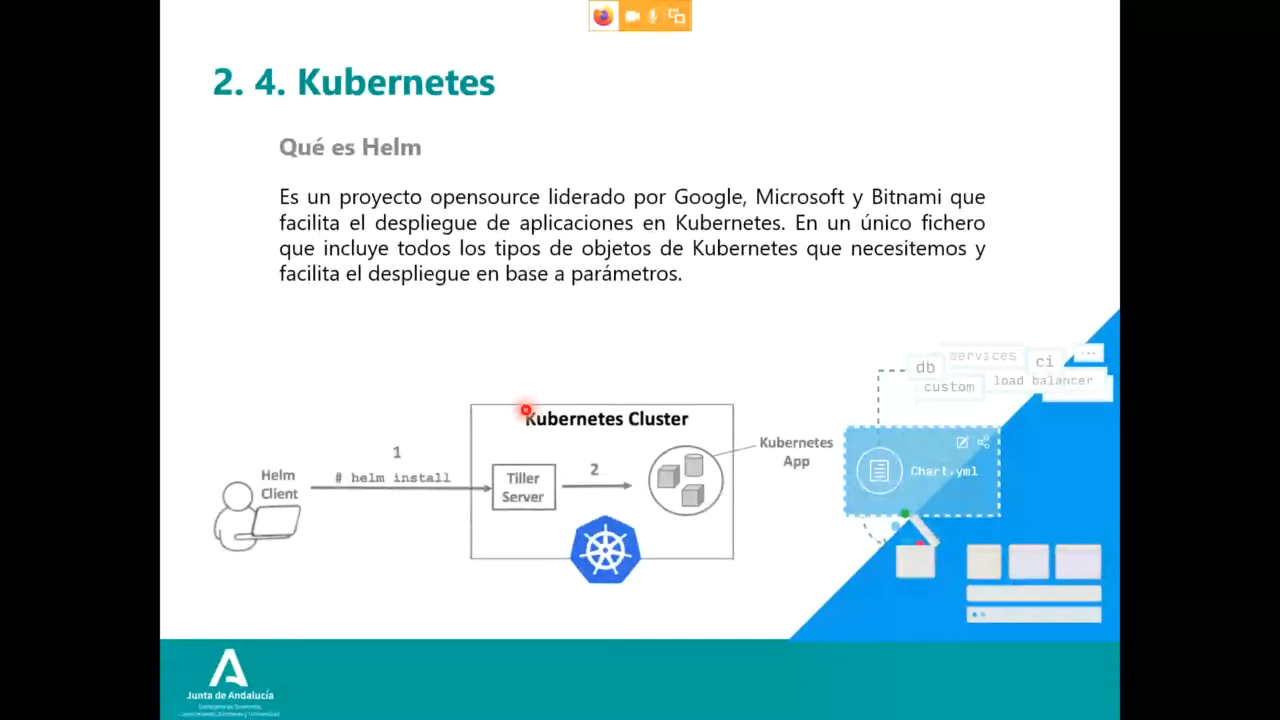 2. 4. Kubernetes
Qué es Helm
Es un proyecto opensource liderado por Google, Microsoft y Bitnami que
facilita el despliegue de aplicaciones en Kubernetes. En un único fichero
que incluye todos los tipos de objetos de Kubernetes que necesitemos y
facilita el despliegue en base a parámetros.
Helm
Client
1
# helm install
Kubernetes Cluster
Tiller
Server
2
Kubernetes
App
db
services
ci
...
custom
load balancer
Chart.yml
Junta de Andalucía